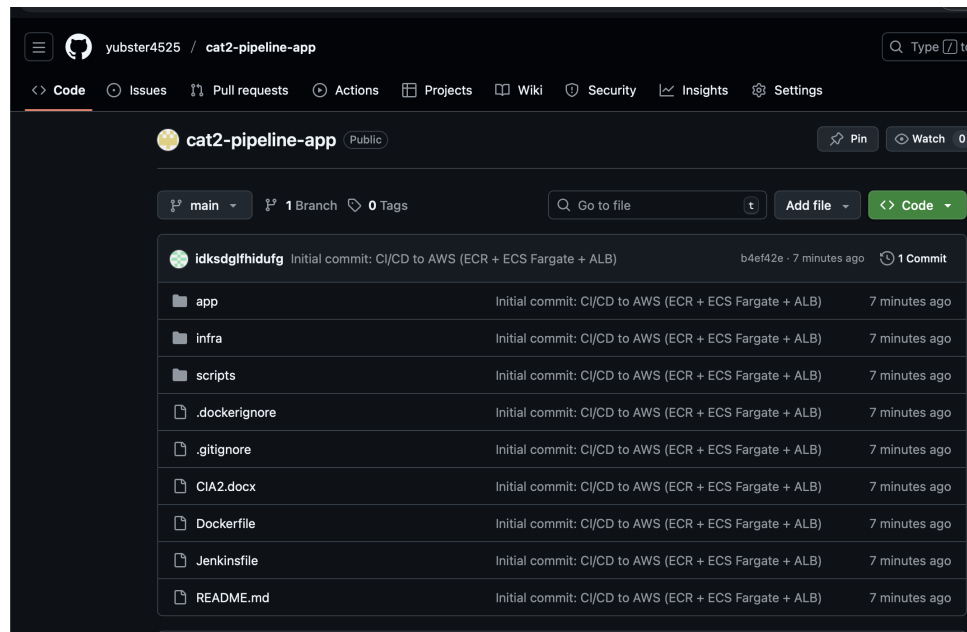 yubster4525 / cat2-pipeline-app
Type / to
<> Code Issues Pull requests Actions Projects Wiki Security Insights Settings
cat2-pipeline-app Public
Pin Watch 0
main 1 Branch 0 Tags
Go to file t Add file <> Code
idksdglfhidufg Initial commit: CI/CD to AWS (ECR + ECS Fargate + ALB) b4ef42e · 7 minutes ago 1 Commit
app Initial commit: CI/CD to AWS (ECR + ECS Fargate + ALB) 7 minutes ago
infra Initial commit: CI/CD to AWS (ECR + ECS Fargate + ALB) 7 minutes ago
scripts Initial commit: CI/CD to AWS (ECR + ECS Fargate + ALB) 7 minutes ago
.dockerignore Initial commit: CI/CD to AWS (ECR + ECS Fargate + ALB) 7 minutes ago
.gitignore Initial commit: CI/CD to AWS (ECR + ECS Fargate + ALB) 7 minutes ago
CIA2.docx Initial commit: CI/CD to AWS (ECR + ECS Fargate + ALB) 7 minutes ago
Dockerfile Initial commit: CI/CD to AWS (ECR + ECS Fargate + ALB) 7 minutes ago
Jenkinsfile Initial commit: CI/CD to AWS (ECR + ECS Fargate + ALB) 7 minutes ago
README.md Initial commit: CI/CD to AWS (ECR + ECS Fargate + ALB) 7 minutes ago